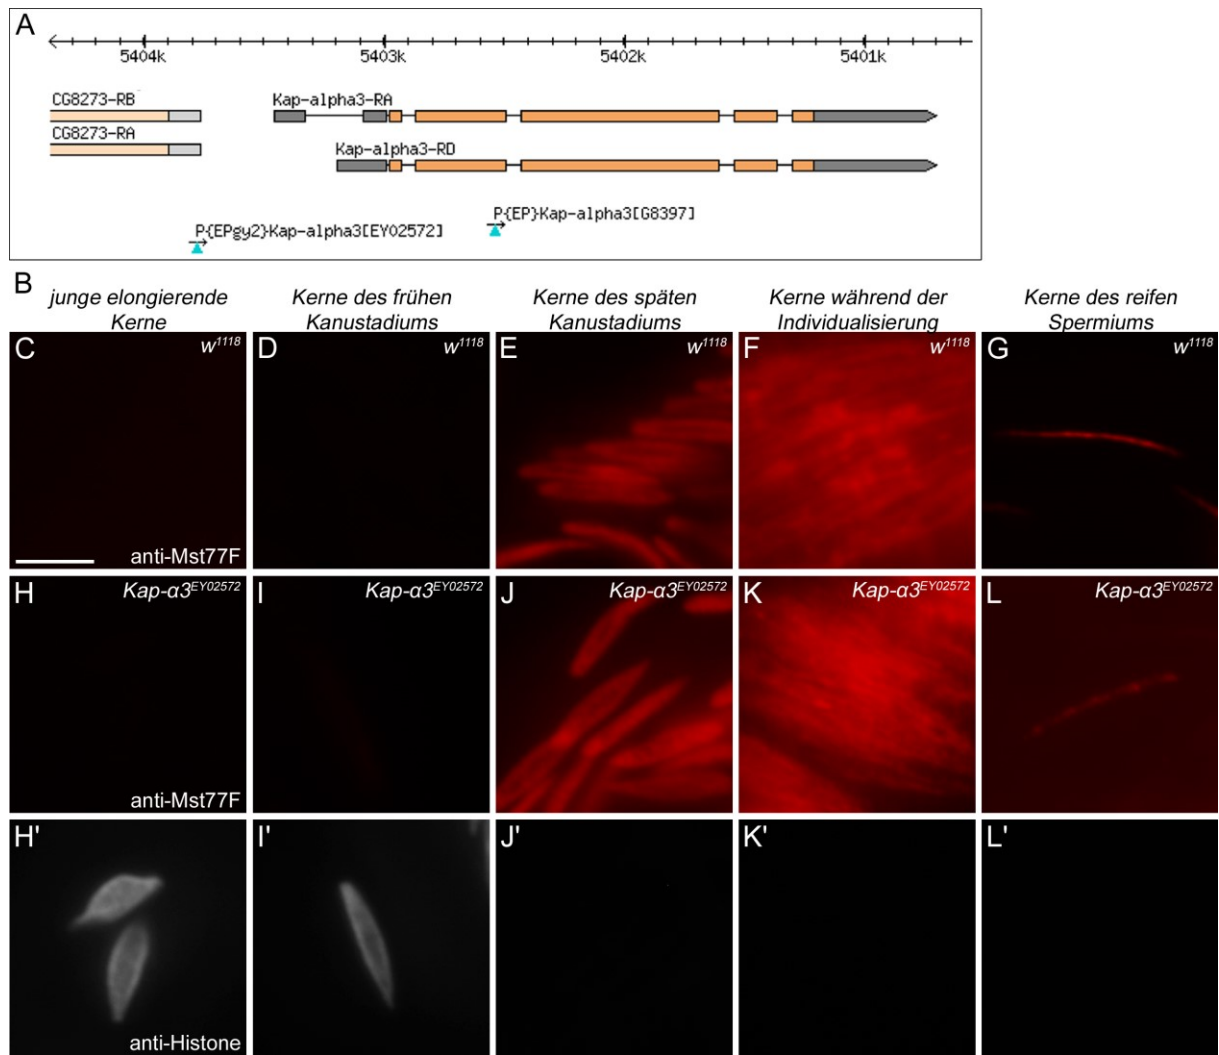 A
5404k 5403k 5402k 5401k
CG8273-RB
Kap-alpha3-RA
CG8273-RA
Kap-alpha3-RD
P{EP}Kap-alpha3[G8397]
P{EPgy2}Kap-alpha3[EY02572]
B
junge elongierende
Kerne
Kerne des frühen
Kanustadiums
Kerne des späten
Kanustadiums
Kerne während der
Individualisierung
Kerne des reifen
Spermiums
C w1118
anti-Mst77F
D w1118
E w1118
F w1118
G w1118
H Kap-α3EY02572
anti-Mst77F
I Kap-α3EY02572
J Kap-α3EY02572
K Kap-α3EY02572
L Kap-α3EY02572
H'
anti-Histone
I'
J'
K'
L'